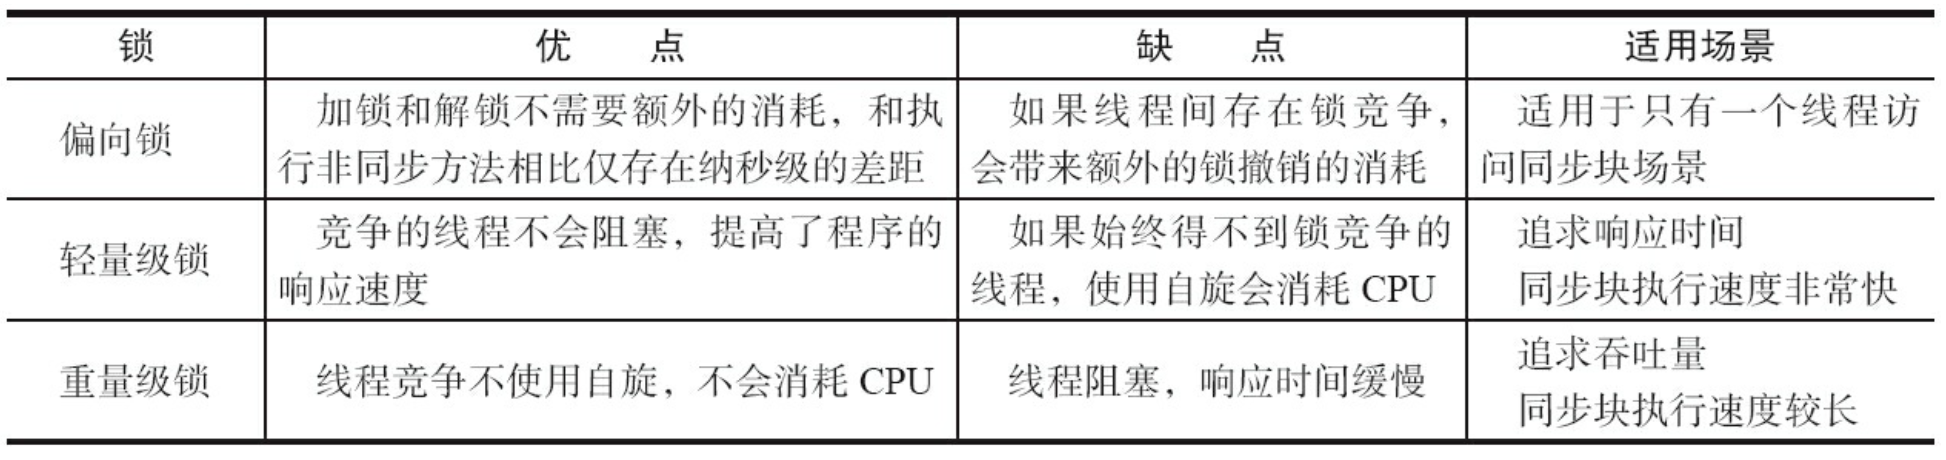 锁 优 点 缺 点 适用场景
偏向锁
加锁和解锁不需要额外的消耗，和执
行非同步方法相比仅存在纳秒级的差距
如果线程间存在锁竞争，
会带来额外的锁撤销的消耗
适用于只有一个线程访
问同步块场景
轻量级锁
竞争的线程不会阻塞，提高了程序的
响应速度
如果始终得不到锁竞争的
线程，使用自旋会消耗 CPU
追求响应时间
同步块执行速度非常快
重量级锁
线程竞争不使用自旋，不会消耗 CPU
线程阻塞，响应时间缓慢
追求吞吐量
同步块执行速度较长